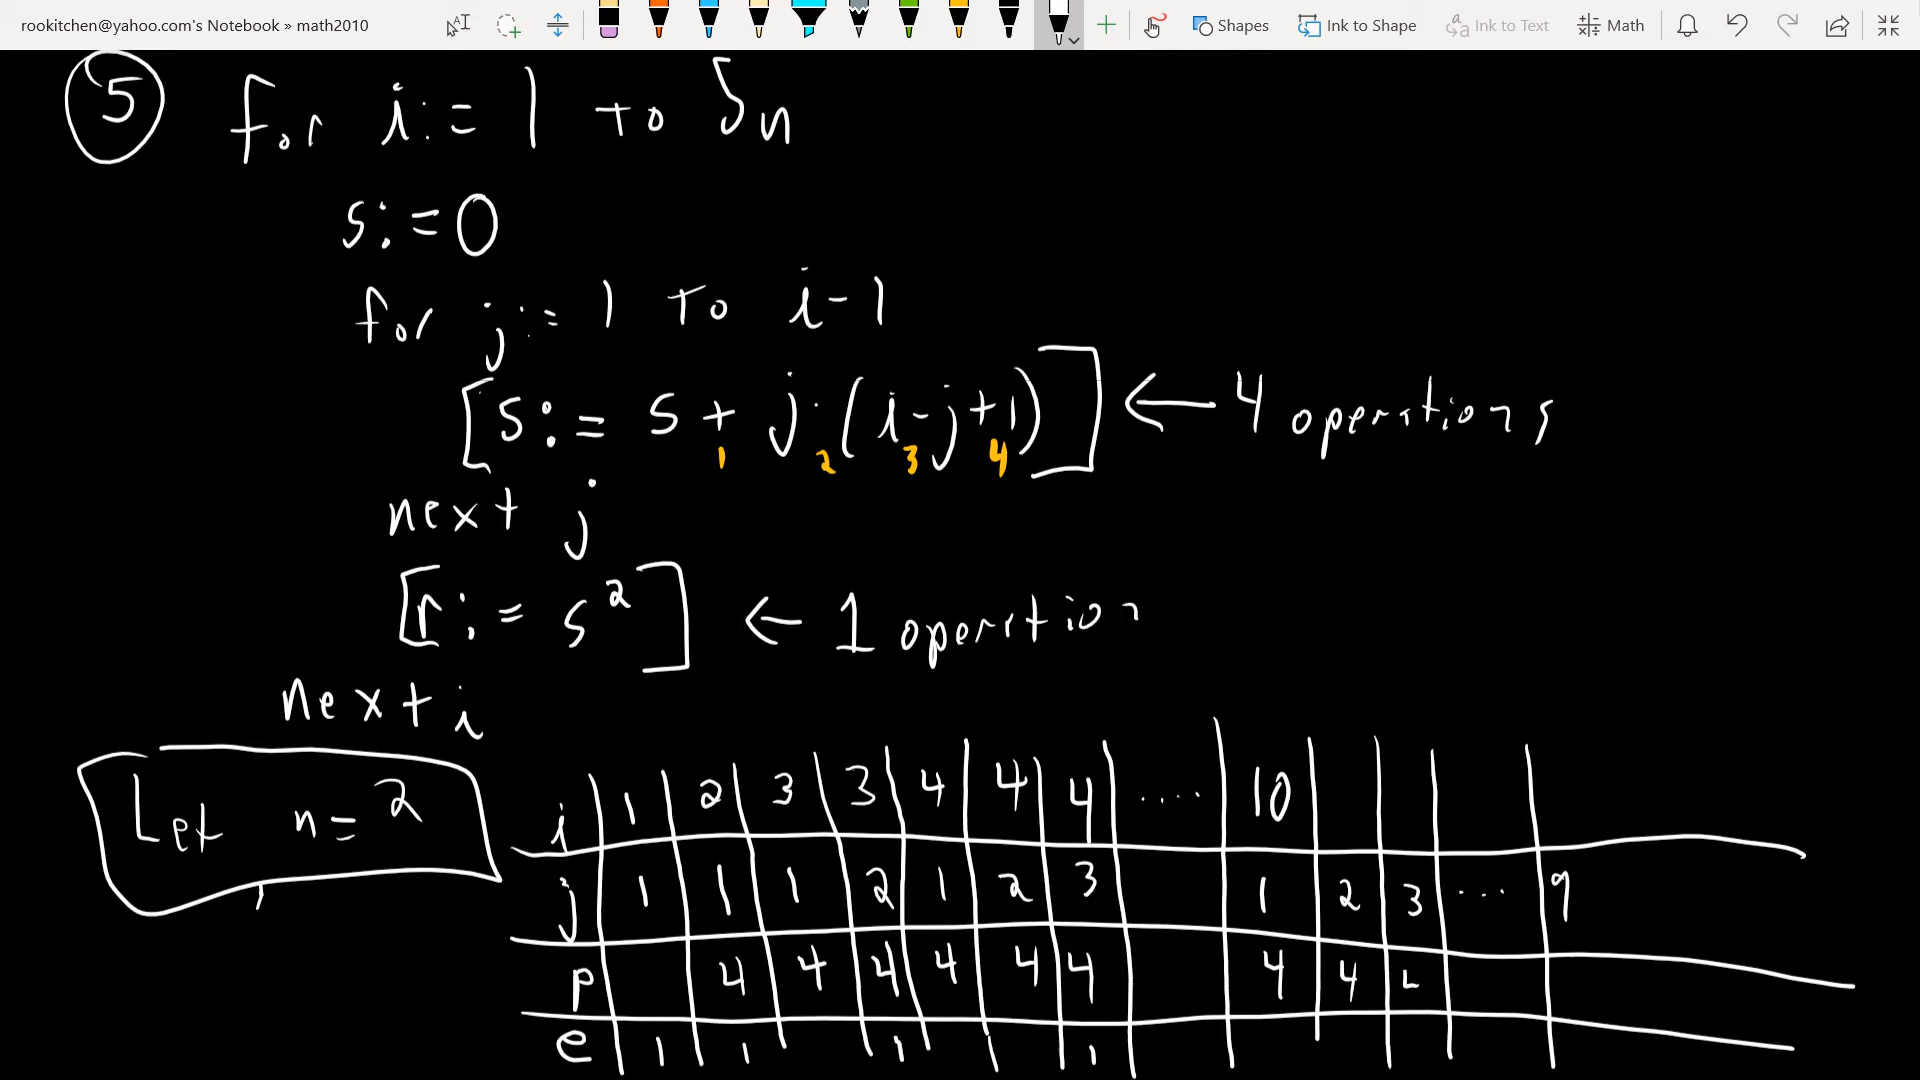 rookitchen@yahoo.com's Notebook » math2010
Shapes Ink to Shape Ink to Text Math
5 for i := 1 to 5n
s := 0
for j := 1 to i-1
[s := s + j·(i-j+1)] ← 4 operations
1 2 3 4
next j
[r := s²] ← 1 operation
next i
Let n = 2
i 1 2 3 3 4 4 4 .... 10
j 1 1 1 2 1 2 3 1 2 3 ... 9
p 4 4 4 4 4 4 4 4 4
e 1 1 1 1 1